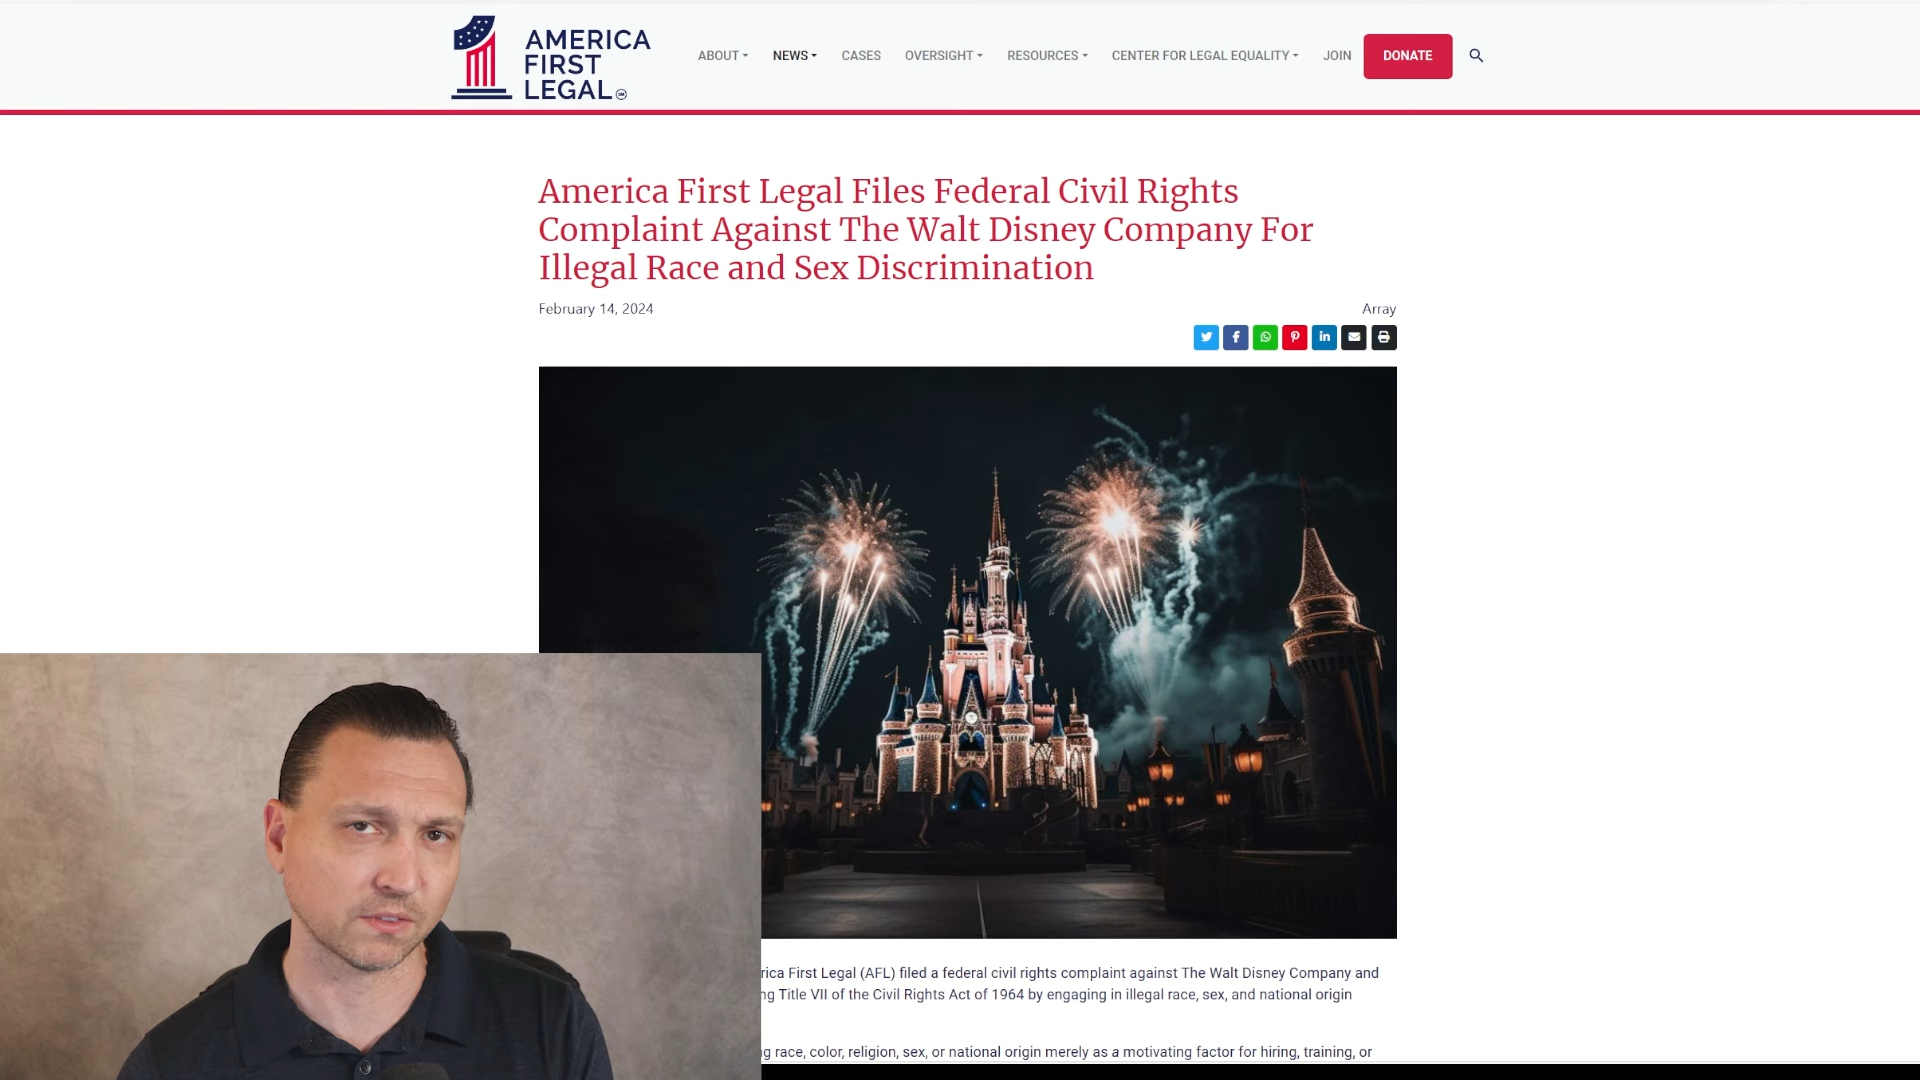 AMERICA
FIRST
LEGAL
ABOUT
NEWS
CASES
OVERSIGHT
RESOURCES
CENTER FOR LEGAL EQUALITY
JOIN
DONATE
America First Legal Files Federal Civil Rights
Complaint Against The Walt Disney Company For
Illegal Race and Sex Discrimination
February 14, 2024
Array
First Legal (AFL) filed a federal civil rights complaint against The Walt Disney Company and
Title VII of the Civil Rights Act of 1964 by engaging in illegal race, sex, and national origin
race, color, religion, sex, or national origin merely as a motivating factor for hiring, training, or